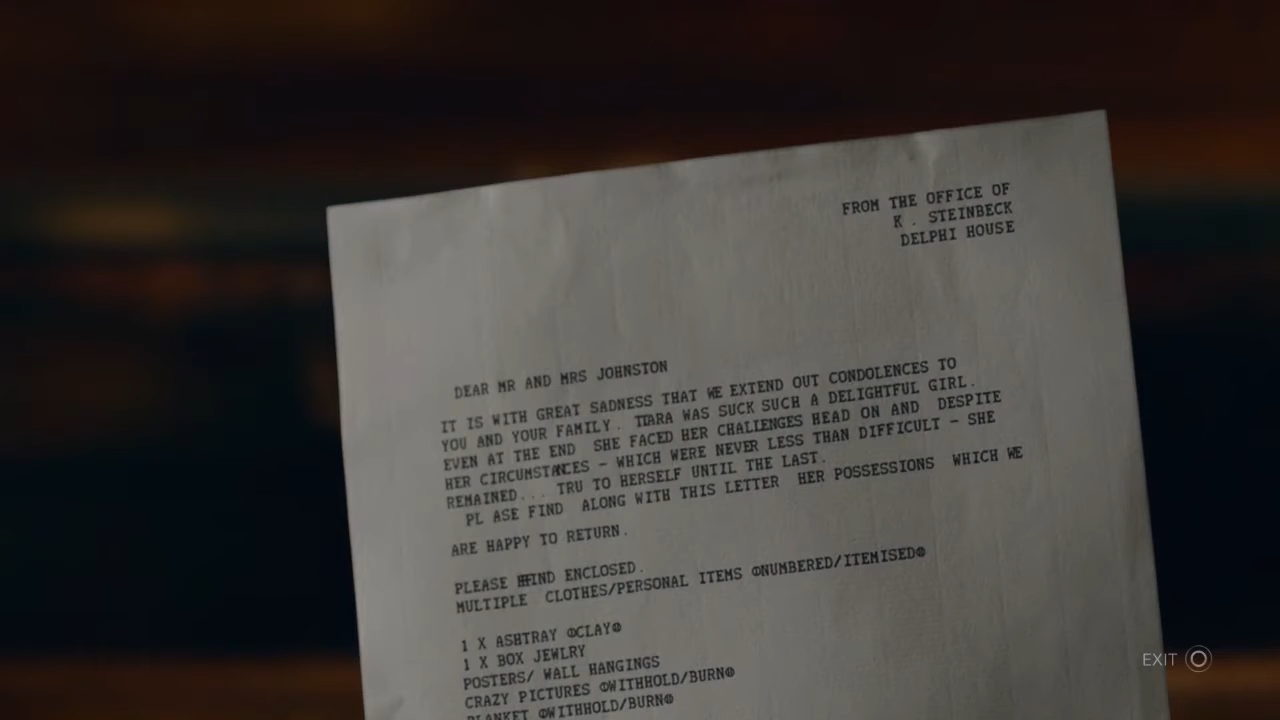 FROM THE OFFICE OF
K . STEINBECK
DELPHI HOUSE
DEAR MR AND MRS JOHNSTON
IT IS WITH GREAT SADNESS THAT WE EXTEND OUT CONDOLENCES TO
YOU AND YOUR FAMILY. TIARA WAS SUCK SUCH A DELIGHTFUL GIRL.
EVEN AT THE END SHE FACED HER CHALLENGES HEAD ON AND DESPITE
HER CIRCUMSTANCES - WHICH WERE NEVER LESS THAN DIFFICULT - SHE
REMAINED... TRU TO HERSELF UNTIL THE LAST.
PL ASE FIND ALONG WITH THIS LETTER HER POSSESSIONS WHICH WE
ARE HAPPY TO RETURN.
PLEASE FIND ENCLOSED.
MULTIPLE CLOTHES/PERSONAL ITEMS @NUMBERED/ITEMISED@
1 X ASHTRAY @CLAY@
1 X BOX JEWLRY
POSTERS/ WALL HANGINGS
CRAZY PICTURES @WITHHOLD/BURN@
BLANKET @WITHHOLD/BURN@
EXIT